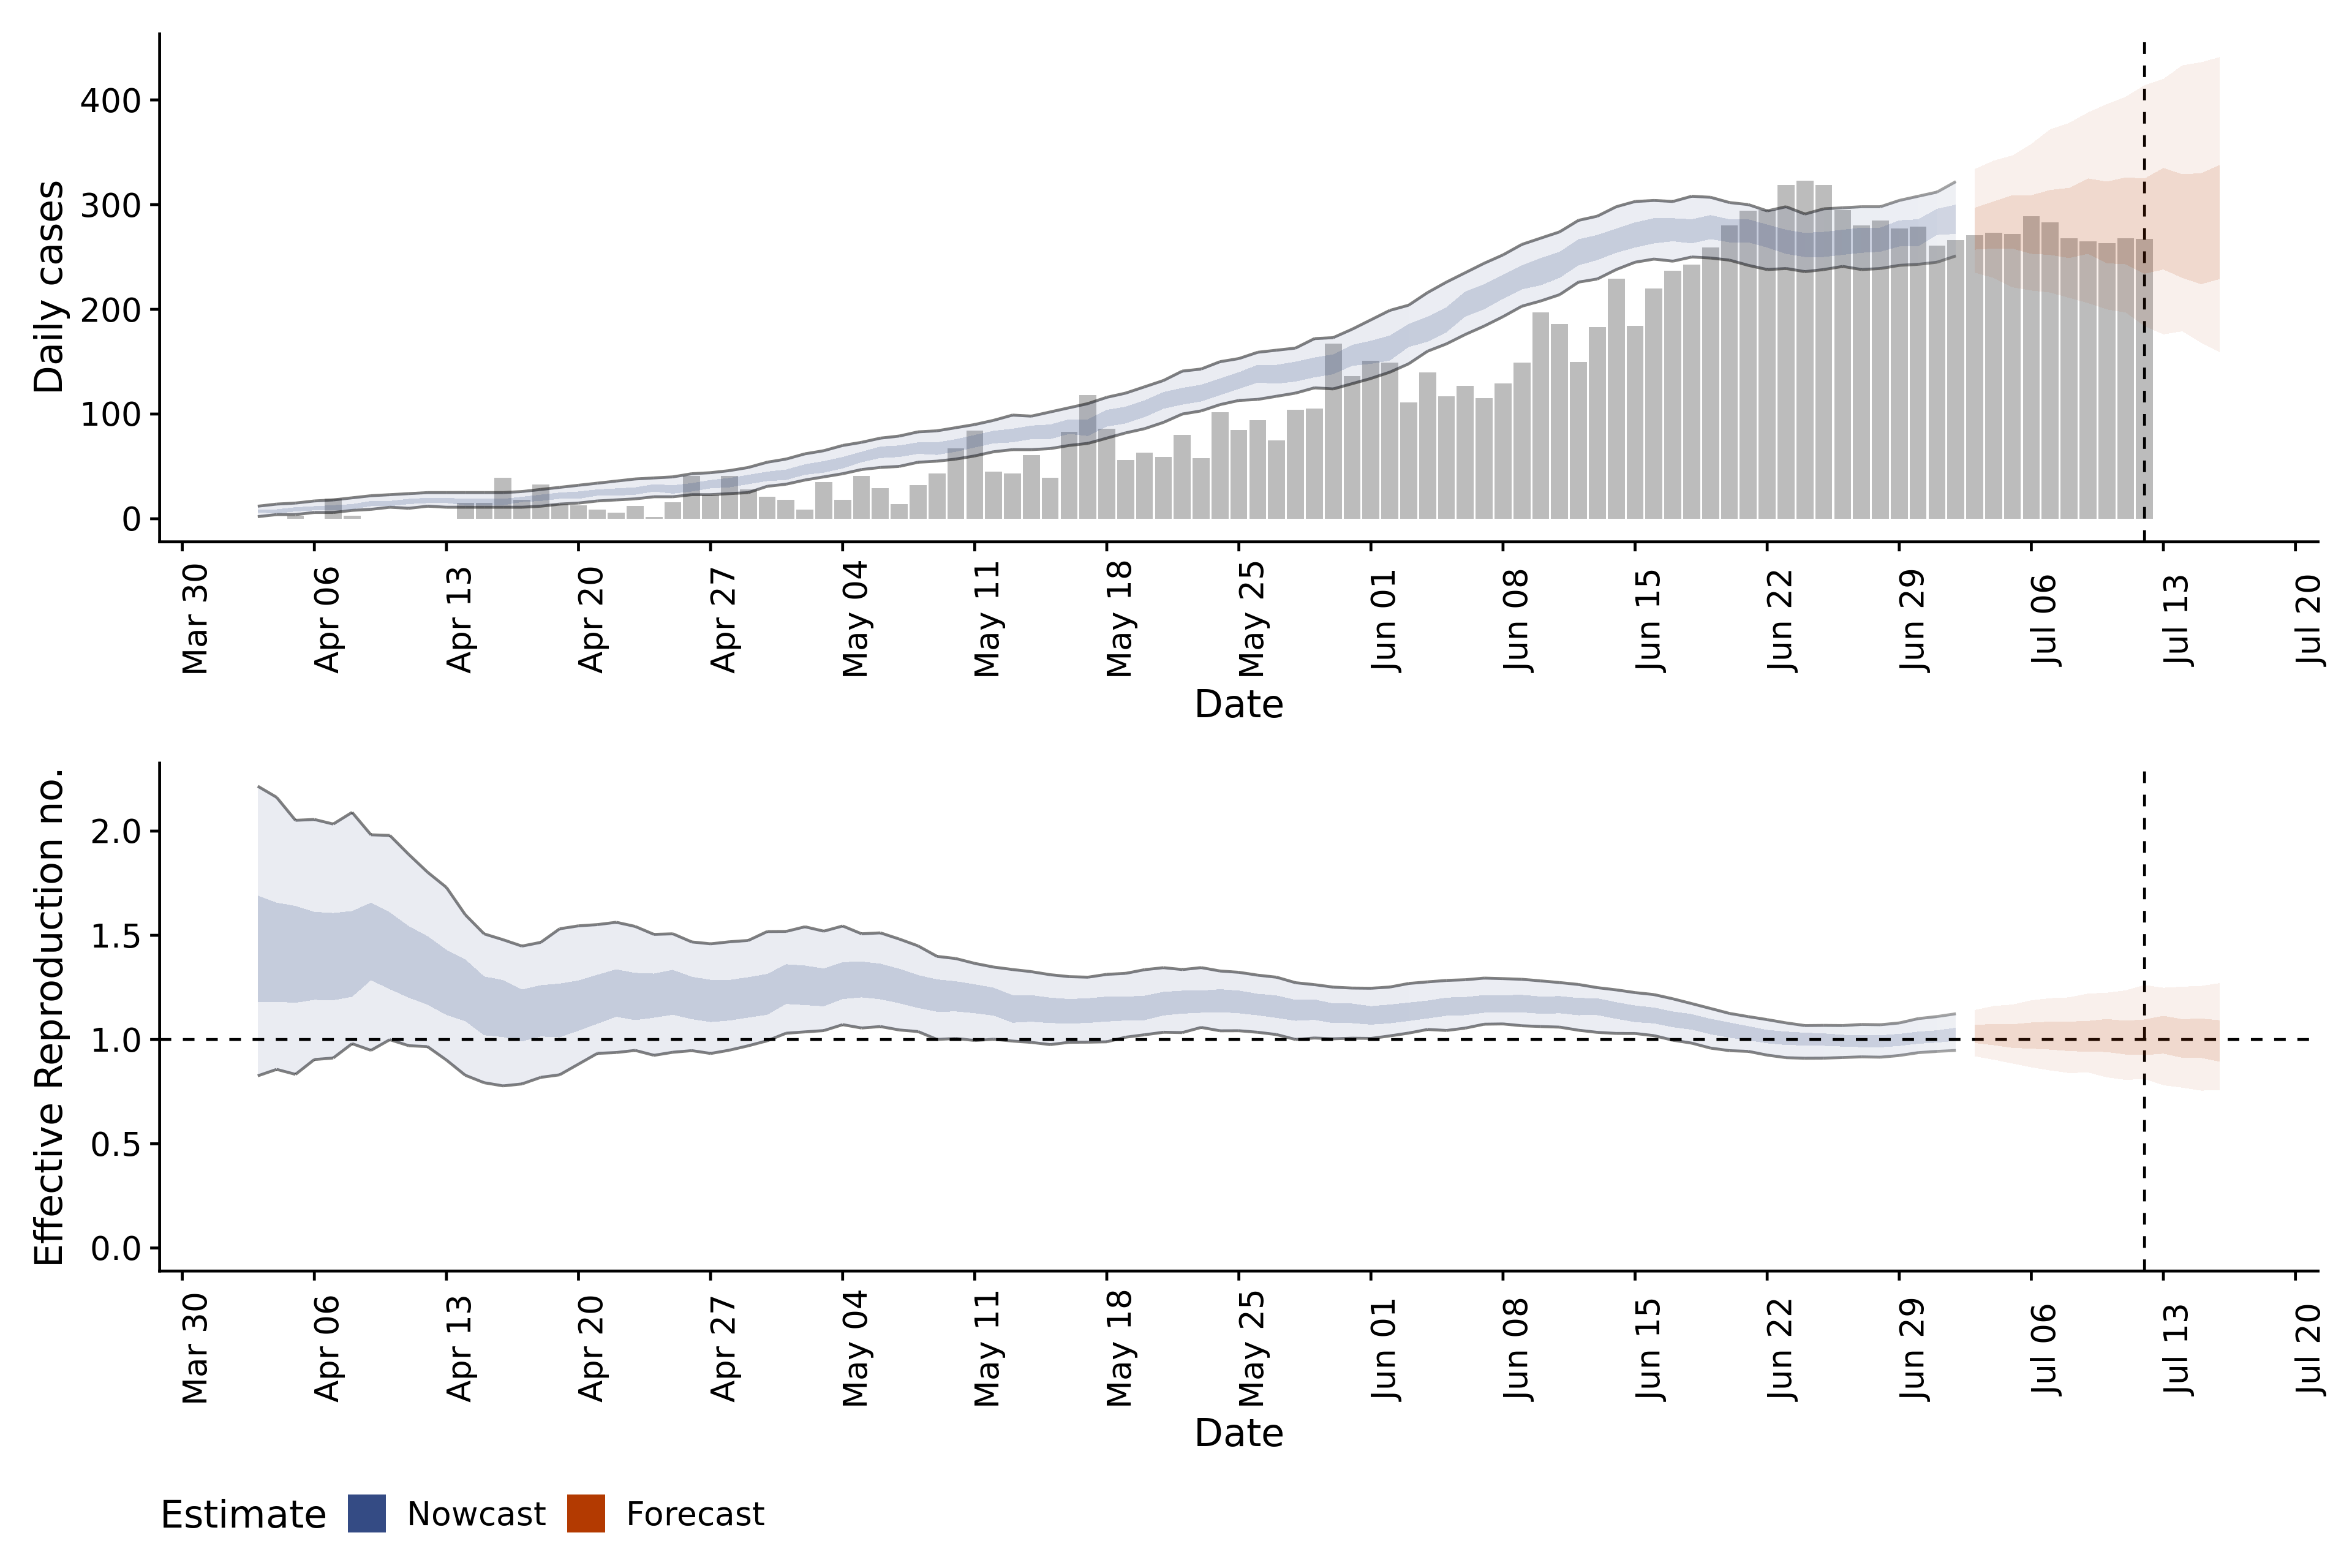 Daily cases
400
300
200
100
0
Mar 30 Apr 06 Apr 13 Apr 20 Apr 27 May 04 May 11 May 18 May 25 Jun 01 Jun 08 Jun 15 Jun 22 Jun 29 Jul 06 Jul 13 Jul 20
Date
Effective Reproduction no.
2.0
1.5
1.0
0.5
0.0
Mar 30 Apr 06 Apr 13 Apr 20 Apr 27 May 04 May 11 May 18 May 25 Jun 01 Jun 08 Jun 15 Jun 22 Jun 29 Jul 06 Jul 13 Jul 20
Date
Estimate Nowcast Forecast